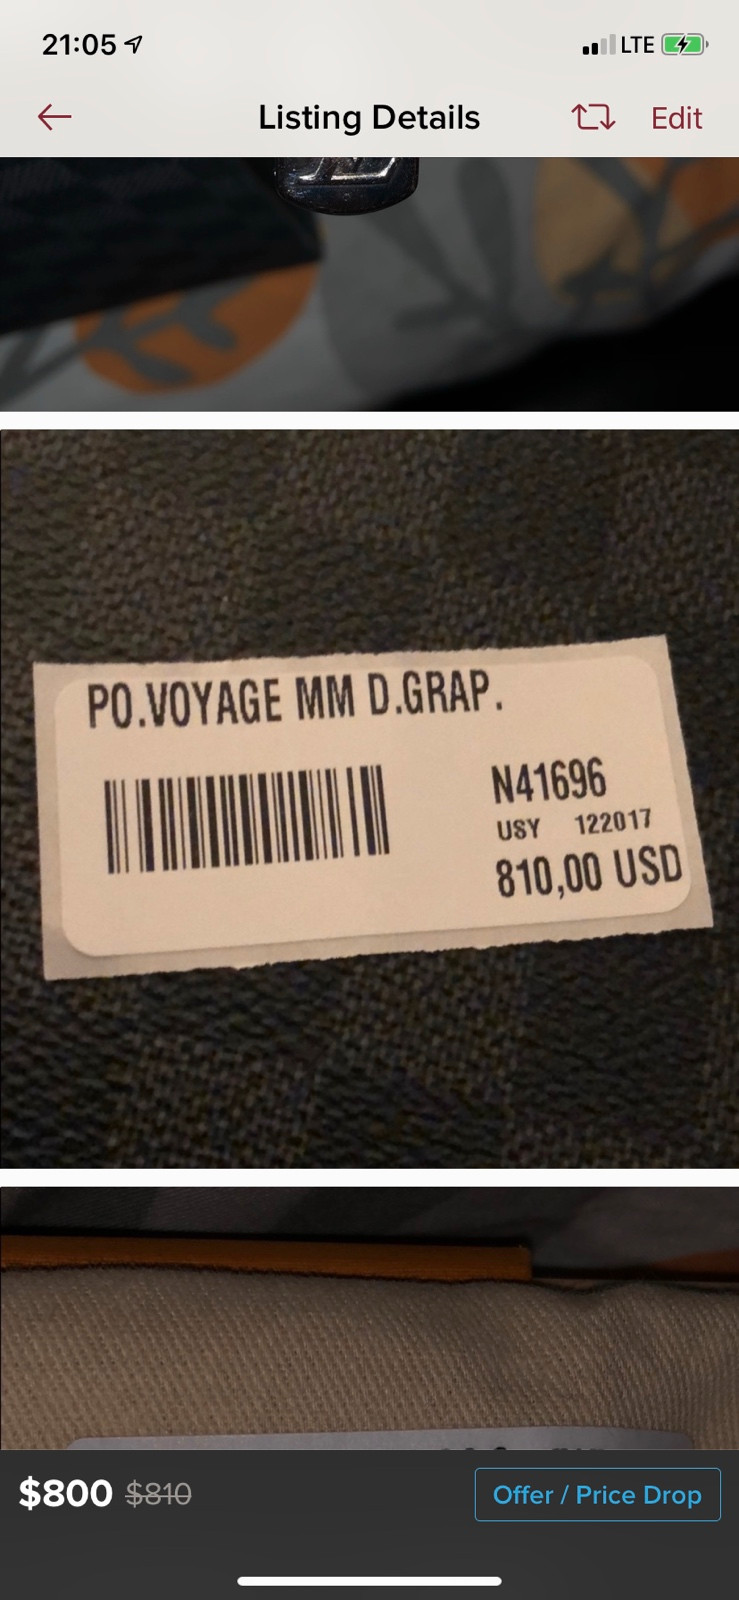 21:05
LTE
Listing Details
Edit
PO.VOYAGE MM D.GRAP.
N41696
USY 122017
810,00 USD
$800 $810
Offer / Price Drop